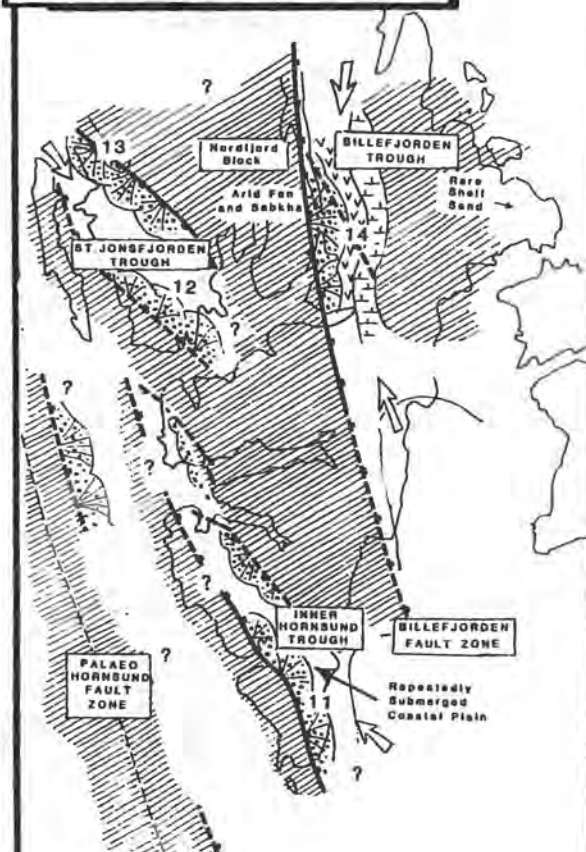 ?
13
Nordfjord
Block
BILLEFJORDEN
TROUGH
Arid Fan
and Sabkha
Rare
Shelf
Sand
14
ST.JONSFJORDEN
TROUGH
12
?
?
?
?
INNER
HORNSUND
TROUGH
BILLEFJORDEN
FAULT ZONE
PALAEO
HORNSUND
FAULT
ZONE
?
11
Repeatedly
Submerged
Coastal Plain
?
?